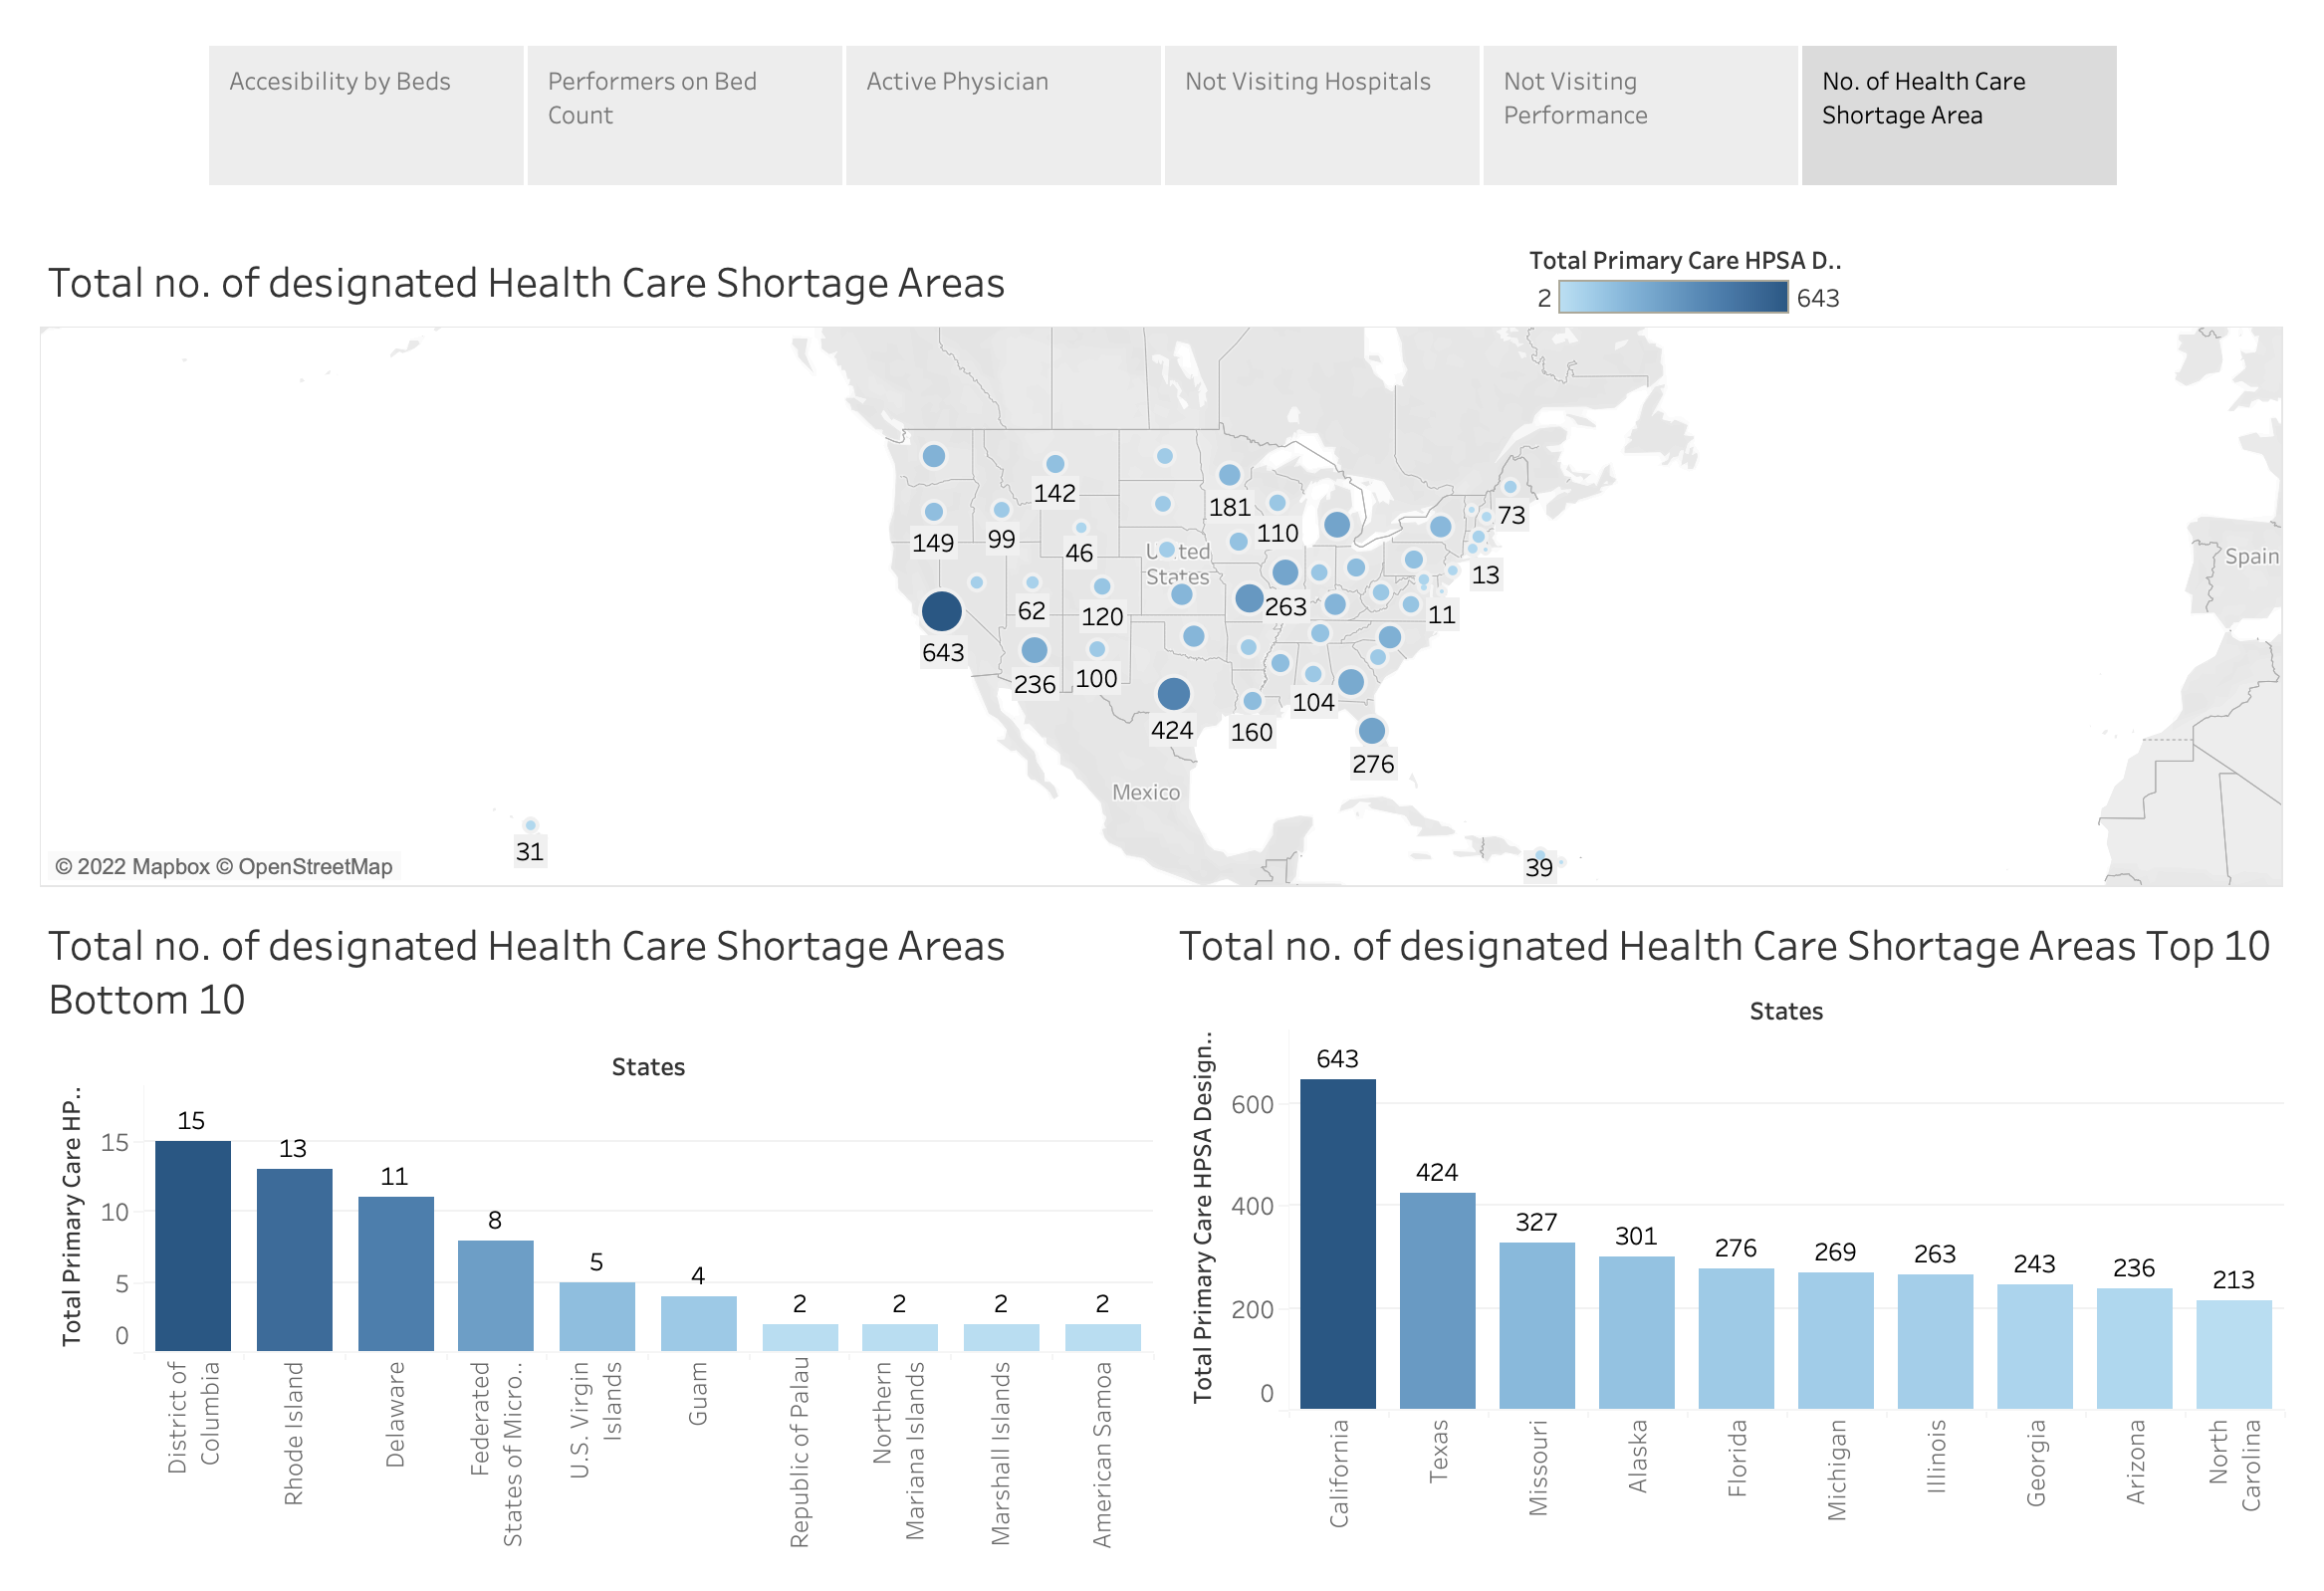 Accesibility by Beds
Performers on Bed
Count
Active Physician
Not Visiting Hospitals
Not Visiting
Performance
No. of Health Care
Shortage Area
Total no. of designated Health Care Shortage Areas
Total Primary Care HPSA D..
2
643
142
181
110
73
149
99
46
United
States
Spain
13
62
120
263
11
643
236
100
104
424
160
276
Mexico
31
39
© 2022 Mapbox © OpenStreetMap
Total no. of designated Health Care Shortage Areas
Bottom 10
States
Total Primary Care HP..
15
10
5
0
15
13
11
8
5
4
2
2
2
2
District of
Columbia
Rhode Island
Delaware
Federated
States of Micro..
U.S. Virgin
Islands
Guam
Republic of Palau
Northern
Mariana Islands
Marshall Islands
American Samoa
Total no. of designated Health Care Shortage Areas Top 10
States
Total Primary Care HPSA Design..
600
400
200
0
643
424
327
301
276
269
263
243
236
213
California
Texas
Missouri
Alaska
Florida
Michigan
Illinois
Georgia
Arizona
North
Carolina